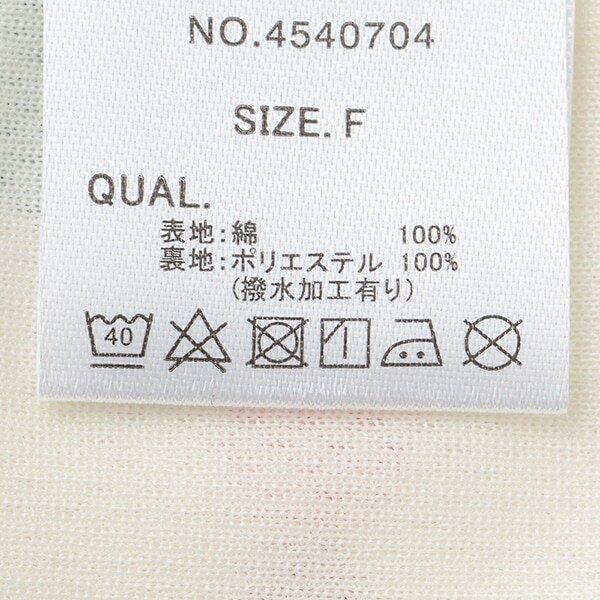 NO.4540704
SIZE. F
QUAL.
表地:綿 100%
裏地:ポリエステル 100%
(撥水加工有り)
40